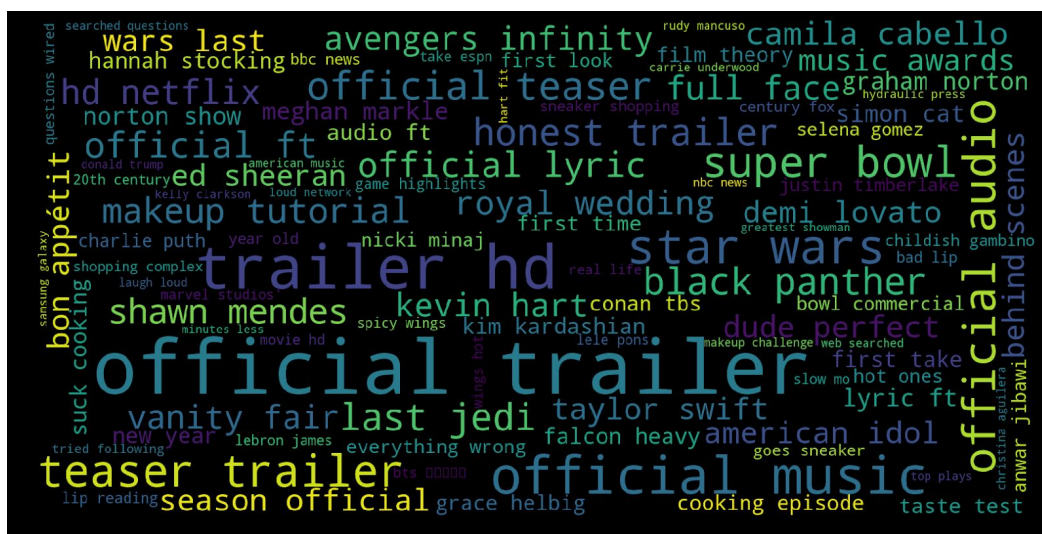 searched questions
rudy mancuso
wars last
avengers infinity
camila cabello
hannah stocking
bbc news
take espn
first look
film theory
music awards
questions wired
carrie underwood
hd netflix
official teaser
full face
graham norton
hydraulic press
hart fit
meghan markle
sneaker shopping
century fox
simon cat
norton show
audio ft
honest trailer
selena gomez
official ft
donald trump
american music
official lyric
super bowl
20th century
ed sheeran
game highlights
nbc news
justin timberlake
kelly clarkson
loud network
makeup tutorial
royal wedding
demi lovato
first time
greatest showman
bon appétit
official audio
behind scenes
charlie puth
year old
nicki minaj
star wars
childish gambino
bad lip
samsung galaxy
shopping complex
trailer hd
real life
black panther
laugh loud
marvel studios'
shawn mendes
kevin hart
conan tbs
bowl commercial
spicy wings
kim kardashian
dude perfect
minutes less
movie hd
lele pons
makeup challenge
web searched
suck cooking
official trailer
first take
wings hot
slow mo
hot ones
lyric ft
vanity fair
last jedi
taylor swift
christina aguilera
anwar jibawi
new year
lebron james
everything wrong
falcon heavy
american idol
tried following
goes sneaker
teaser trailer
bts
official music
top plays
lip reading
season official
grace helbig
cooking episode
taste test